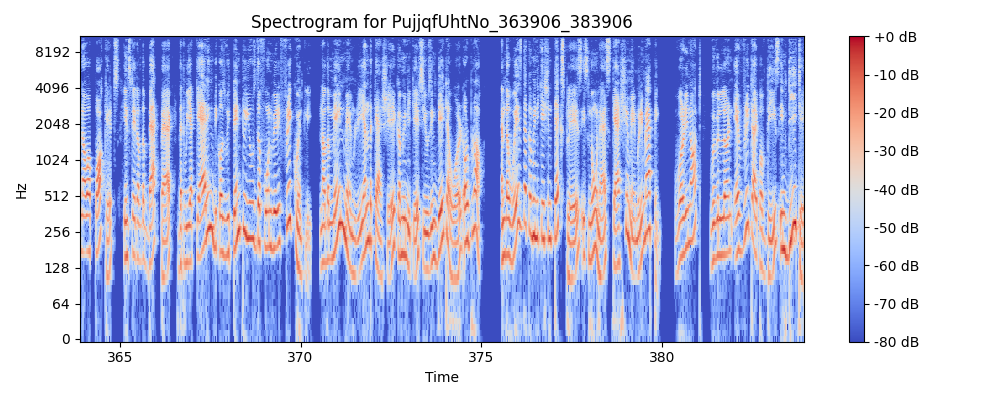 Spectrogram for PujjqfUhtNo_363906_383906
8192
4096
2048
1024
512
256
128
64
0
Hz
365
370
375
380
Time
+0 dB
-10 dB
-20 dB
-30 dB
-40 dB
-50 dB
-60 dB
-70 dB
-80 dB